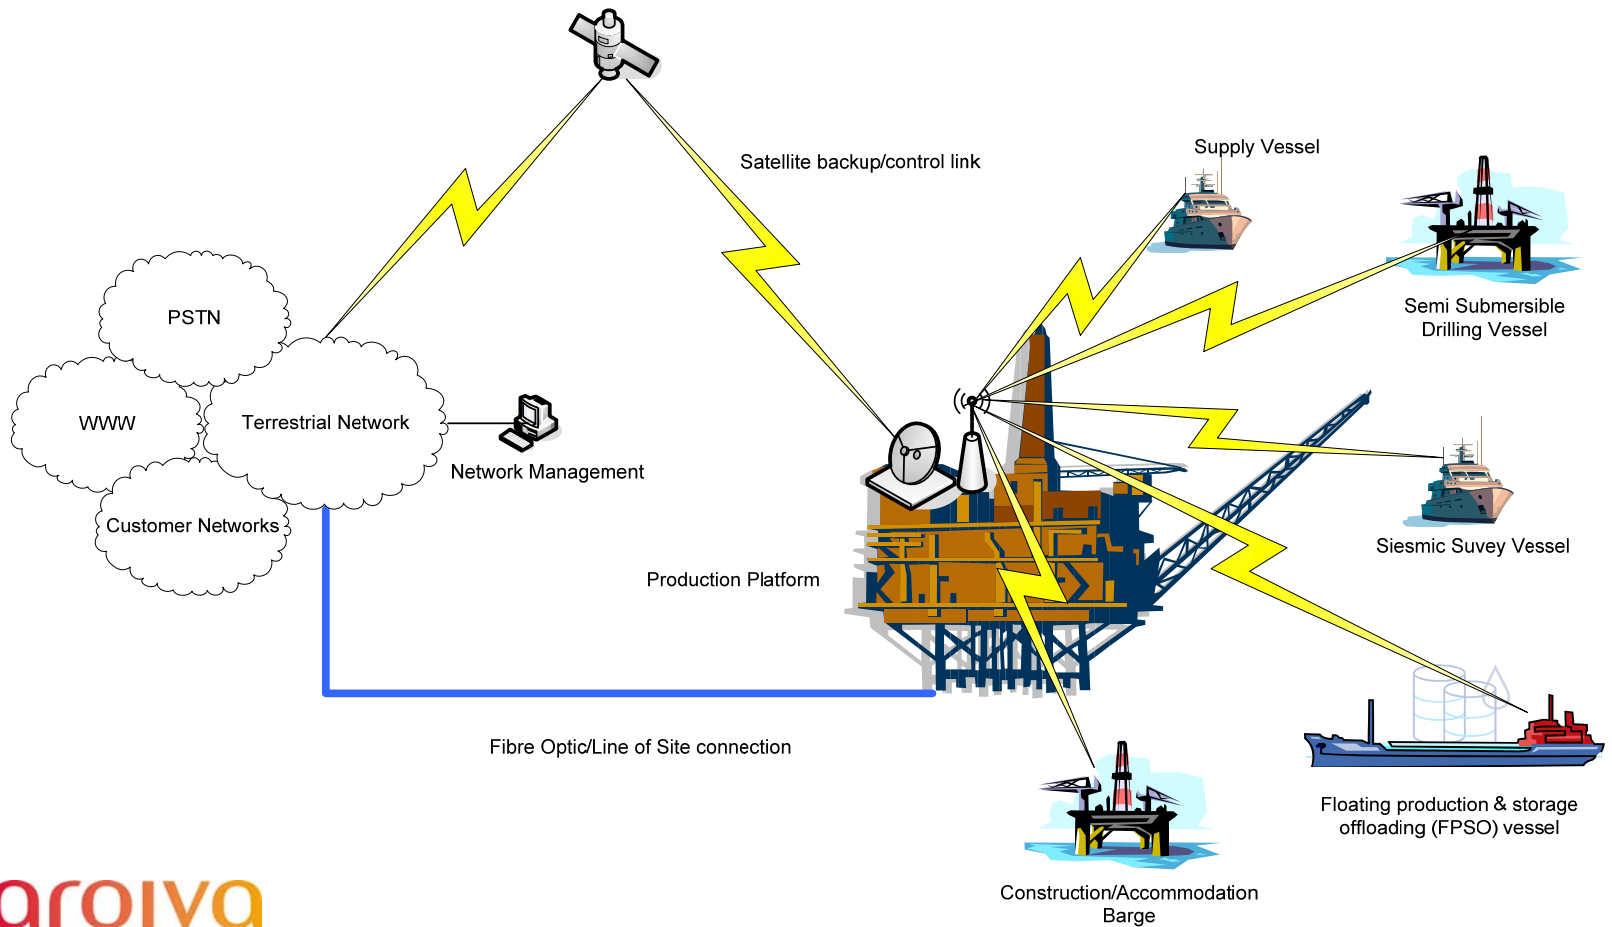 Supply Vessel
Satellite backup/control link
Semi Submersible
Drilling Vessel
PSTN
WWW
Terrestrial Network
Network Management
Customer Networks
Siesmic Suvey Vessel
Production Platform
Fibre Optic/Line of Site connection
Floating production & storage
offloading (FPSO) vessel
Construction/Accommodation
Barge
arqiva